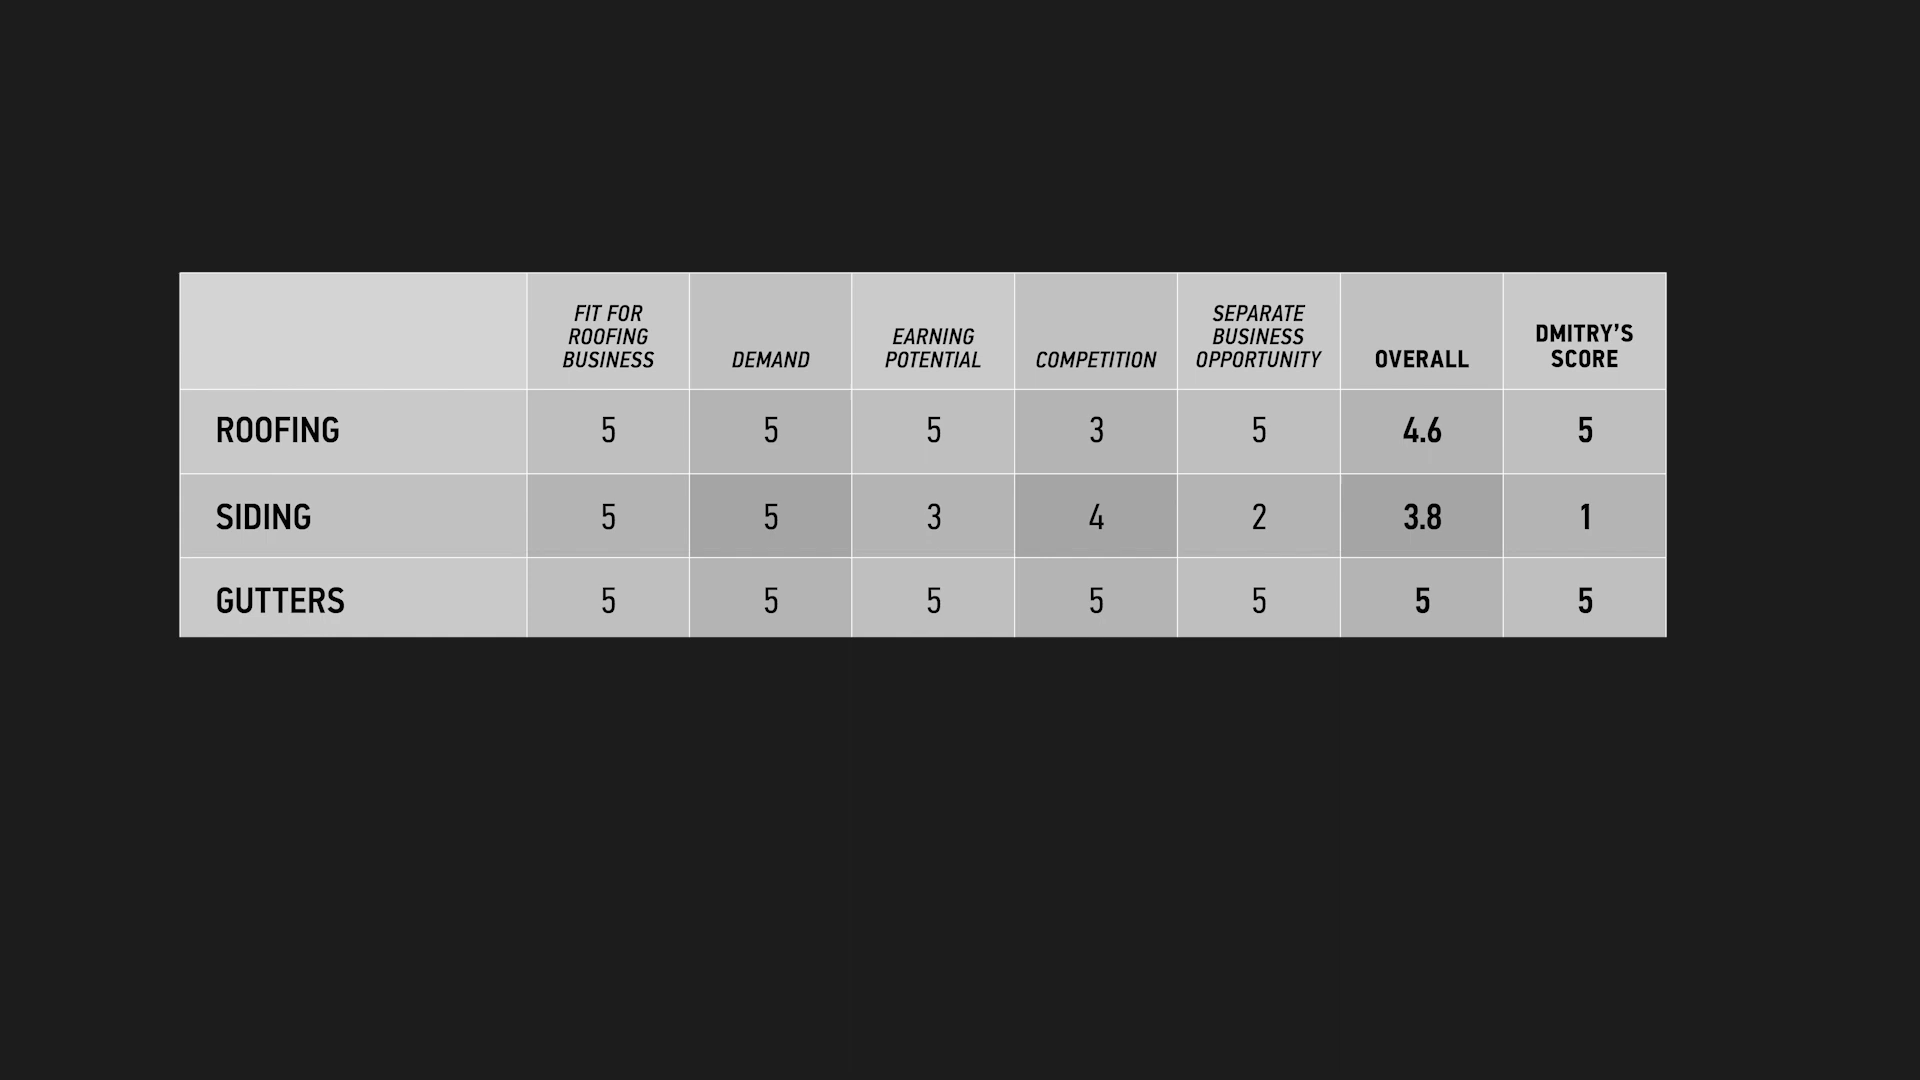 FIT FOR
ROOFING
BUSINESS
DEMAND
EARNING
POTENTIAL
COMPETITION
SEPARATE
BUSINESS
OPPORTUNITY
OVERALL
DMITRY'S
SCORE
ROOFING 5 5 5 3 5 4.6 5
SIDING 5 5 3 4 2 3.8 1
GUTTERS 5 5 5 5 5 5 5